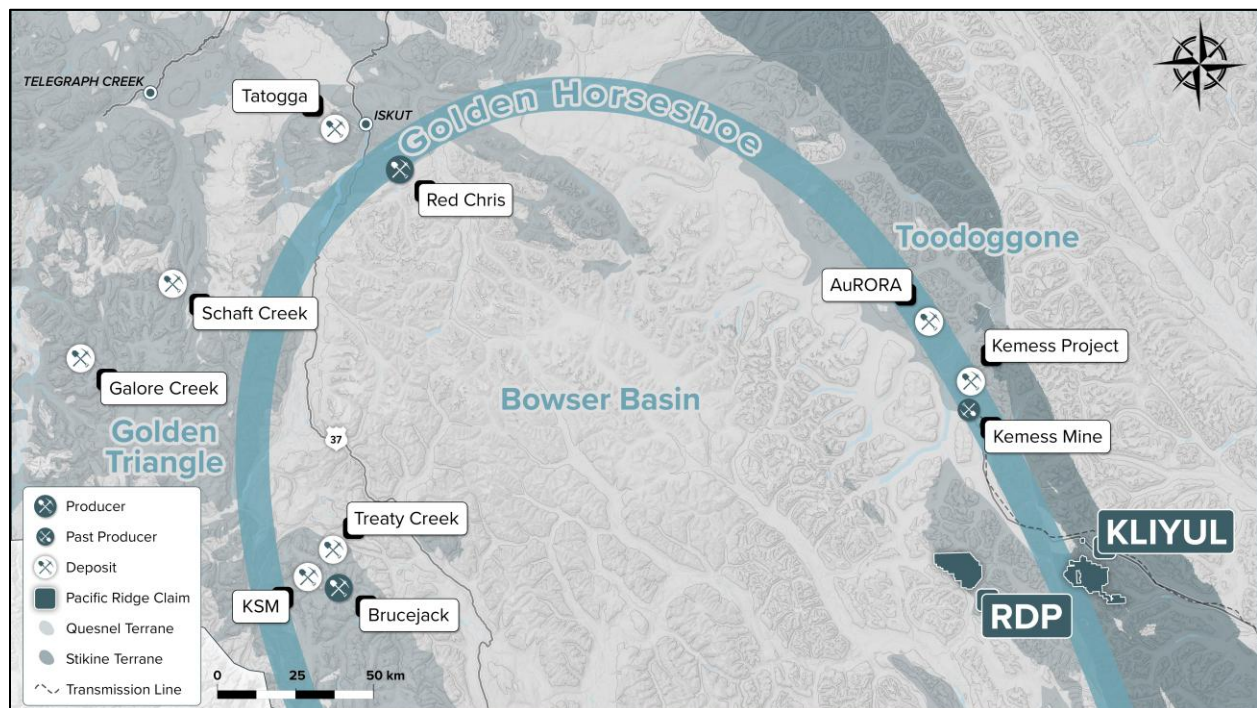 TELEGRAPH CREEK
Tatogga
ISKUT
Golden Horseshoe
Red Chris
Toodoggone
AuRORA
Schaft Creek
Kemess Project
Galore Creek
Bowser Basin
Golden
Triangle
37
Kemess Mine
Treaty Creek
KLIYUL
KSM
Brucejack
RDP
Producer
Past Producer
Deposit
Pacific Ridge Claim
Quesnel Terrane
Stikine Terrane
Transmission Line
0 25 50 km